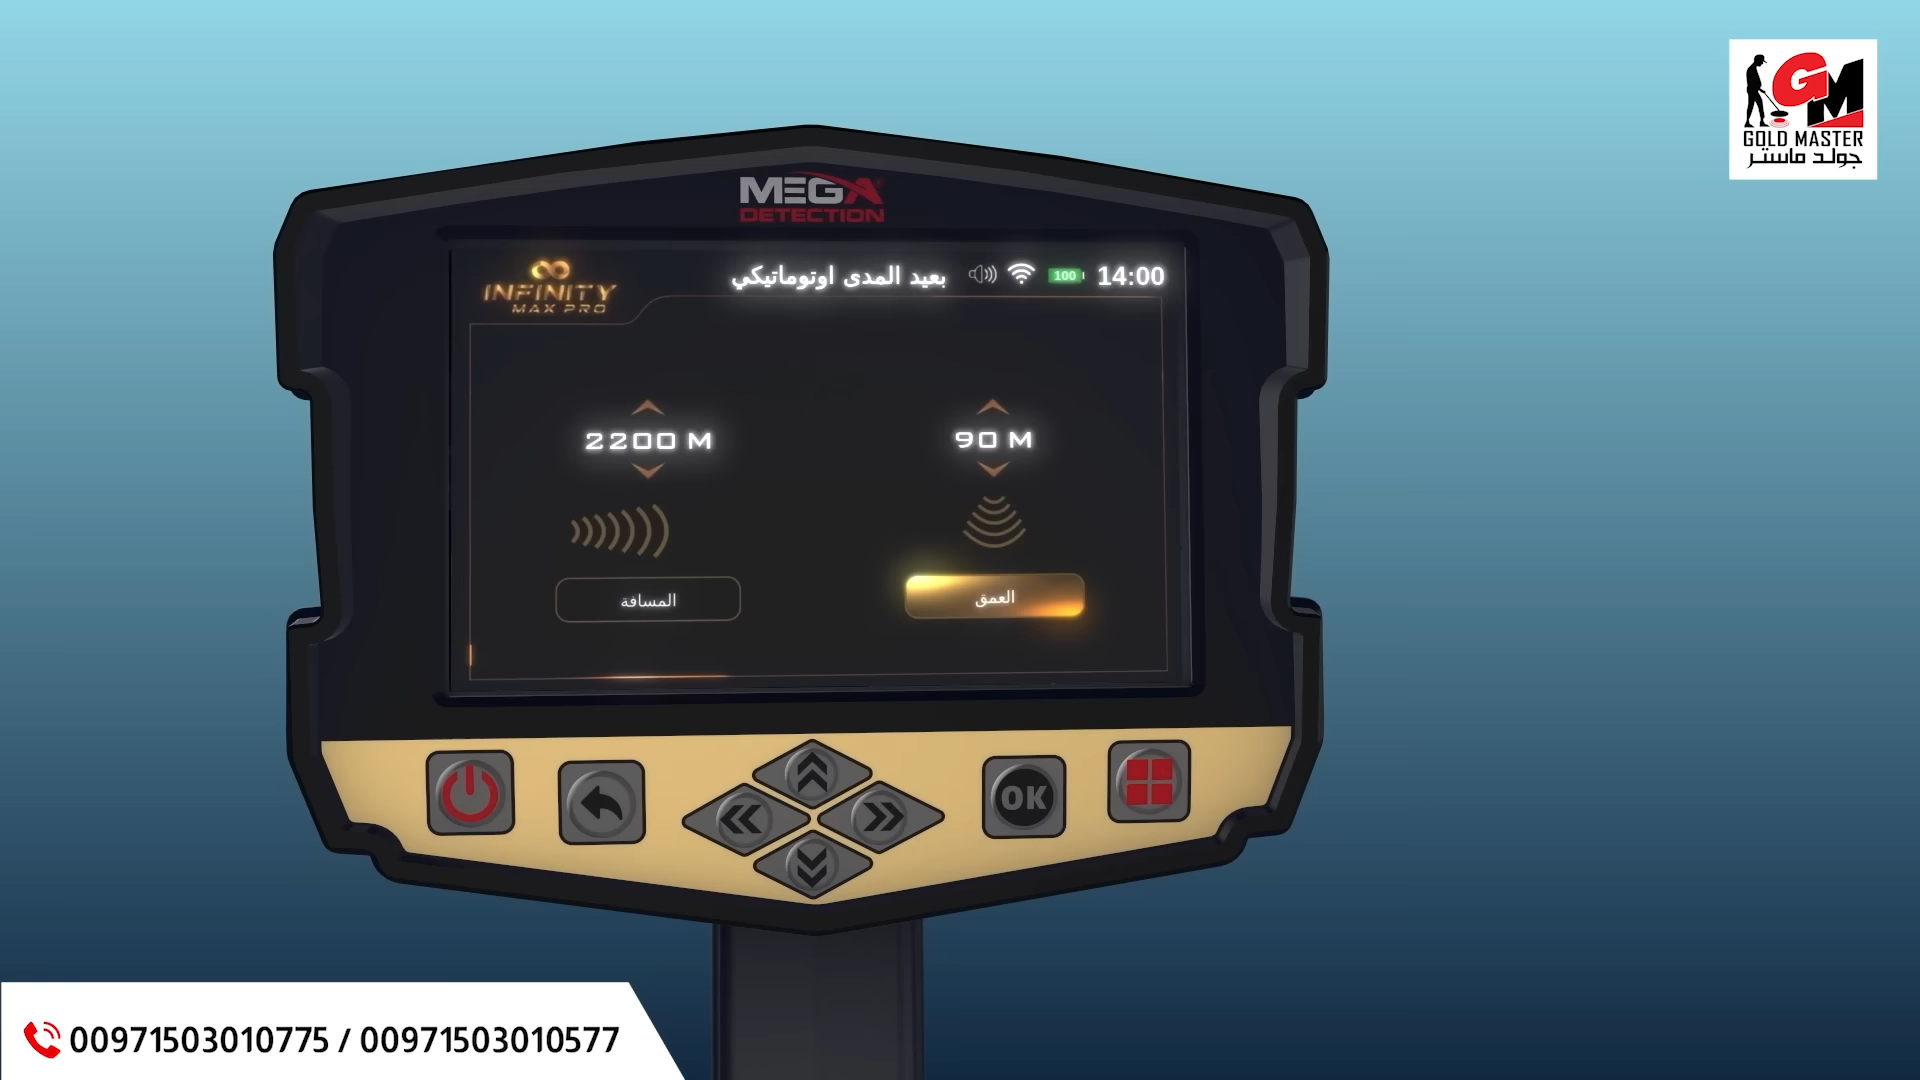 GM
GOLD MASTER
جولد ماستر
MEGA
DETECTION
INFINITY
MAX PRO
بعيد المدى اوتوماتيكي
100
14:00
2200 M
90 M
المسافة
العمق
OK
00971503010775 / 00971503010577